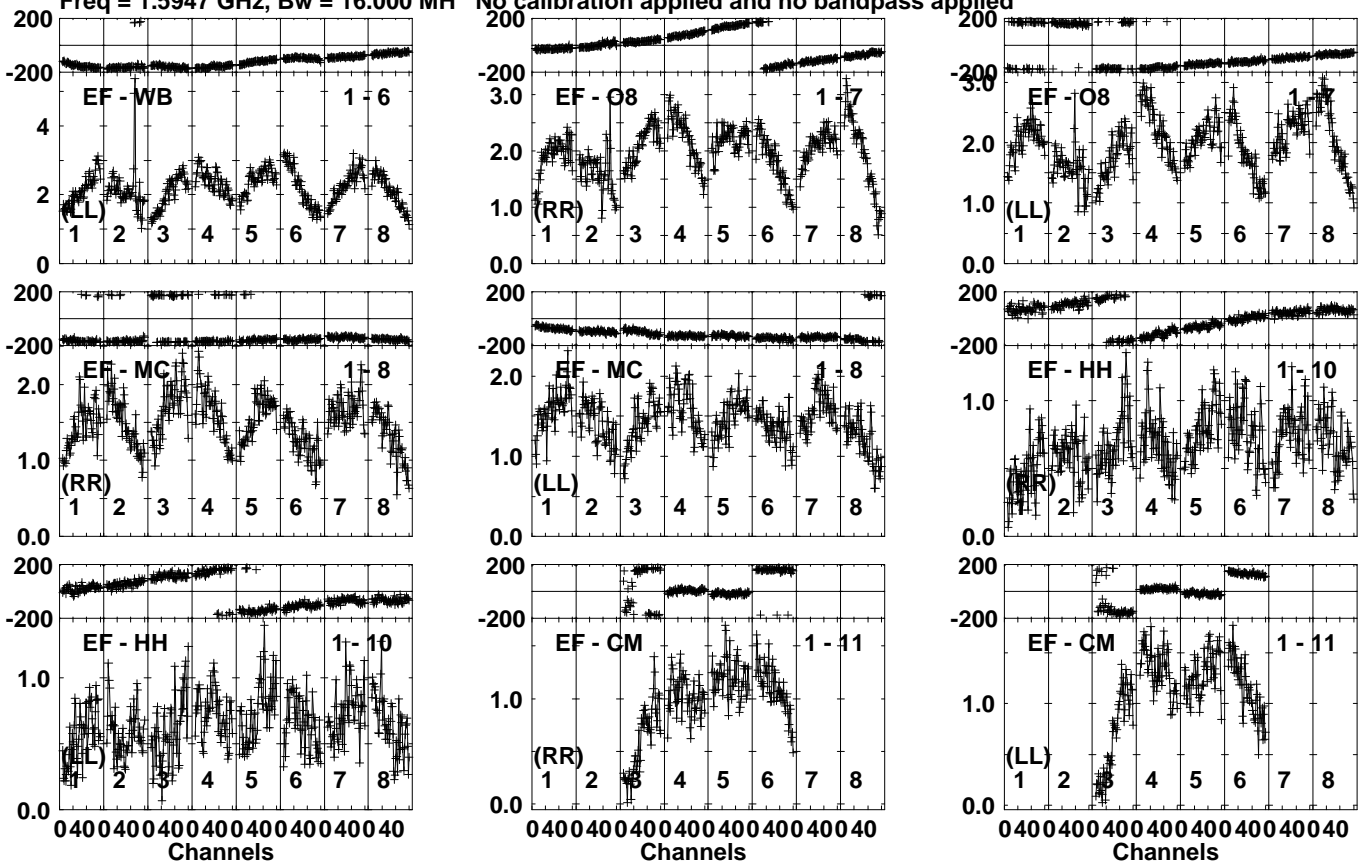 Freq = 1.5947 GHz, Bw = 16.000 MH No calibration applied and no bandpass applied
200 200 200
-200 -200 -200
EF - WB 1 - 6 EF - O8 1 - 7 EF - O8 1 - 7
3.0 3.0
4
2.0 2.0
2
1.0 1.0
(LL) (RR) (LL)
1 2 3 4 5 6 7 8 1 2 3 4 5 6 7 8 1 2 3 4 5 6 7 8
0 0.0 0.0
200 200 200
-200 -200 -200
EF - MC 1 - 8 EF - MC 1 - 8 EF - HH 1 - 10
2.0 2.0 1.0
1.0 1.0
(RR) (LL) (RR)
1 2 3 4 5 6 7 8 1 2 3 4 5 6 7 8 1 2 3 4 5 6 7 8
0.0 0.0 0.0
200 200 200
-200 -200 -200
EF - HH 1 - 10 EF - CM 1 - 11 EF - CM 1 - 11
1.0 1.0 1.0
(LL) (RR) (LL)
1 2 3 4 5 6 7 8 1 2 3 4 5 6 7 8 1 2 3 4 5 6 7 8
0.0 0.0 0.0
0 40 0 40 0 40 0 40 0 40 0 40 0 40 0 40 0 40 0 40 0 40 0 40 0 40 0 40 0 40 0 40 0 40 0 40 0 40 0 40 0 40 0 40 0 40 0 40
Channels Channels Channels